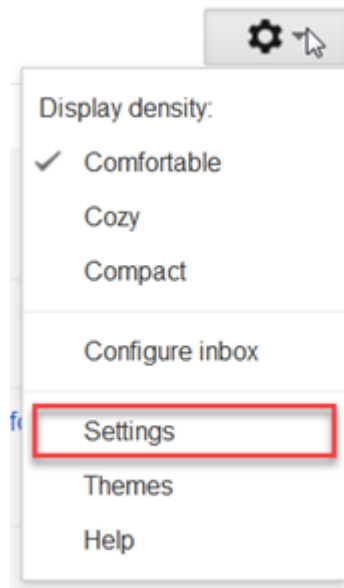 Display density:
Comfortable
Cozy
Compact
Configure inbox
Settings
Themes
Help